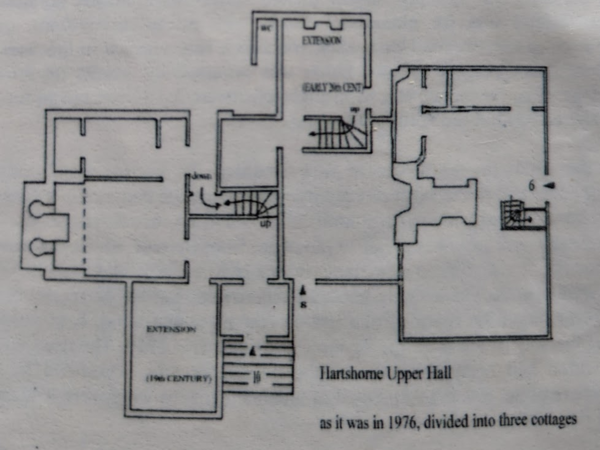 WC
EXTENSION
(EARLY 20th CENT)
up
down
up
6
8
EXTENSION
(19th CENTURY)
10
Hartshorne Upper Hall
as it was in 1976, divided into three cottages